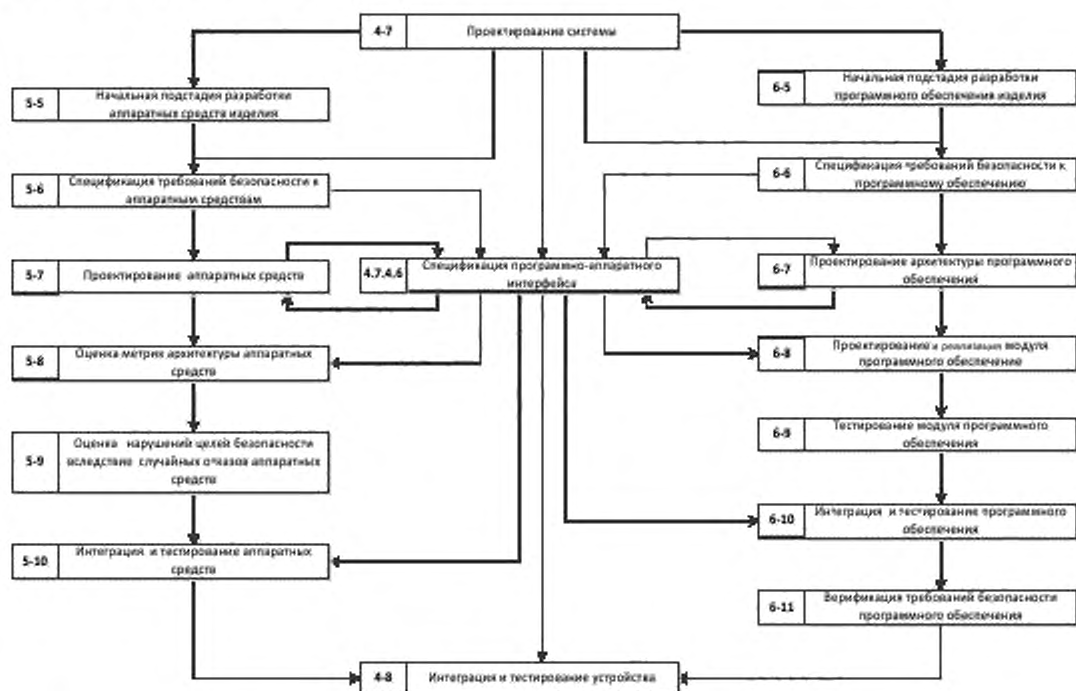 4-7 Проектирование системы
5-5 Начальная подстадия разработки
аппаратных средств изделия
6-5 Начальная подстадия разработки
программного обеспечения изделия
5-6 Спецификация требований безопасности к
аппаратным средствам
6-6 Спецификация требований безопасности к
программному обеспечению
5-7 Проектирование аппаратных средств
4.7.4.6 Спецификация программно-аппаратного
интерфейса
6-7 Проектирование архитектуры программного
обеспечения
5-8 Оценка метрик архитектуры аппаратных
средств
6-8 Проектирование и реализация модуля
программного обеспечение
5-9 Оценка нарушений целей безопасности
вследствие случайных отказов аппаратных
средств
6-9 Тестирование модуля программного
обеспечения
6-10 Интеграция и тестирование программного
обеспечения
5-10 Интеграция и тестирование аппаратных
средств
6-11 Верификация требований безопасности
программного обеспечения
4-8 Интеграция и тестирование устройства